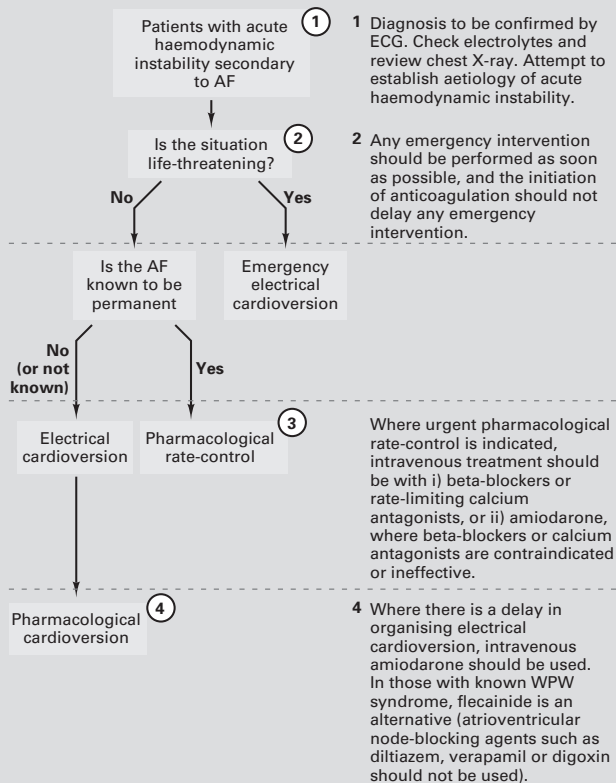 Patients with acute
haemodynamic
instability secondary
to AF
1
1 Diagnosis to be confirmed by
ECG. Check electrolytes and
review chest X-ray. Attempt to
establish aetiology of acute
haemodynamic instability.
Is the situation
life-threatening?
2
2 Any emergency intervention
should be performed as soon
as possible, and the initiation
of anticoagulation should not
delay any emergency
intervention.
No
Yes
Is the AF
known to be
permanent
Emergency
electrical
cardioversion
No
(or not
known)
Yes
Electrical
cardioversion
Pharmacological
rate-control
3
Where urgent pharmacological
rate-control is indicated,
intravenous treatment should
be with i) beta-blockers or
rate-limiting calcium
antagonists, or ii) amiodarone,
where beta-blockers or calcium
antagonists are contraindicated
or ineffective.
Pharmacological
cardioversion
4
4 Where there is a delay in
organising electrical
cardioversion, intravenous
amiodarone should be used.
In those with known WPW
syndrome, flecainide is an
alternative (atrioventricular
node-blocking agents such as
diltiazem, verapamil or digoxin
should not be used).